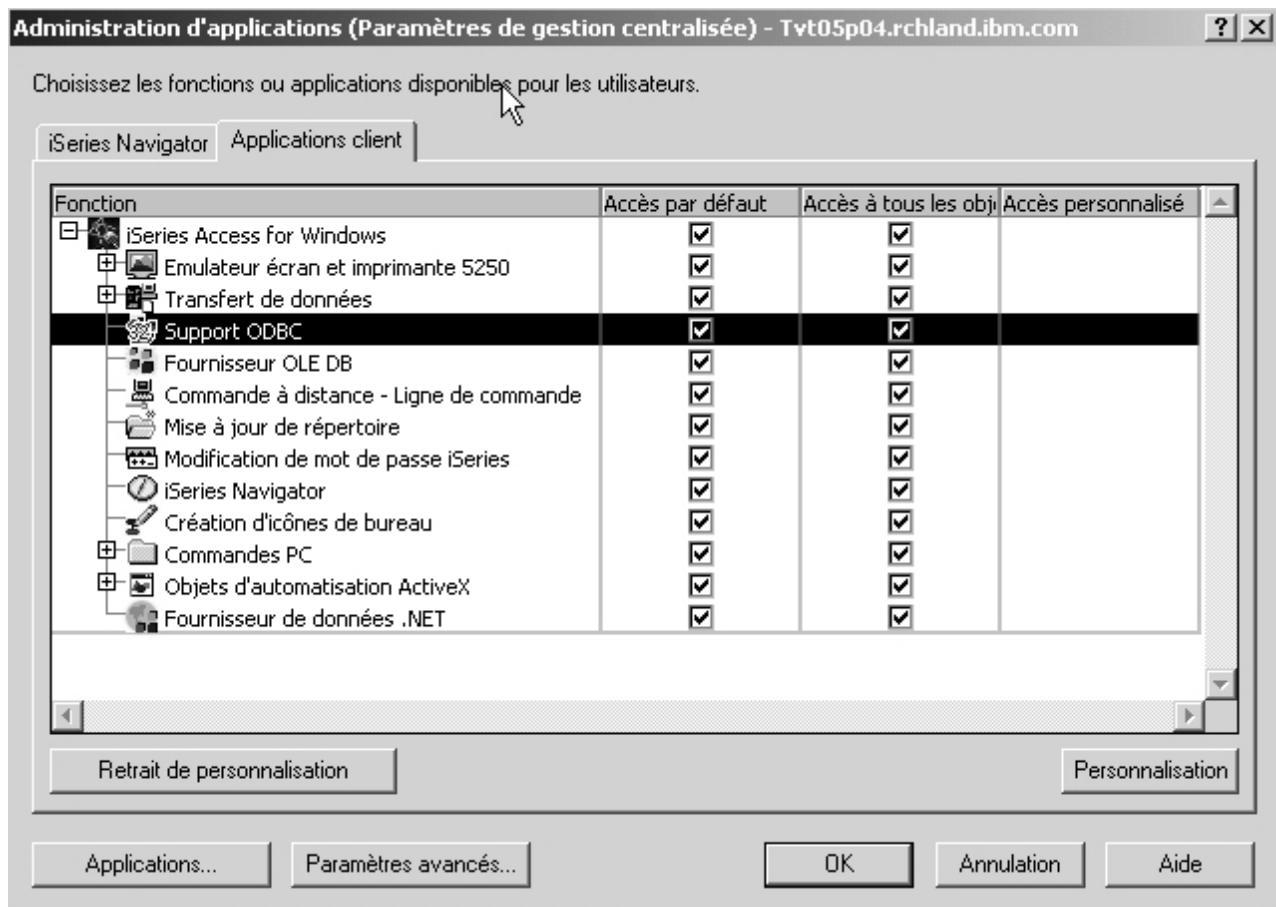 Administration d'applications (Paramètres de gestion centralisée) - Tvt05p04.rchland.ibm.com
Choisissez les fonctions ou applications disponibles pour les utilisateurs.
iSeries Navigator Applications client
Fonction Accès par défaut Accès à tous les obj Accès personnalisé
iSeries Access for Windows
Emulateur écran et imprimante 5250
Transfert de données
Support ODBC
Fournisseur OLE DB
Commande à distance - Ligne de commande
Mise à jour de répertoire
Modification de mot de passe iSeries
iSeries Navigator
Création d'icônes de bureau
Commandes PC
Objets d'automatisation ActiveX
Fournisseur de données .NET
Retrait de personnalisation Personnalisation
Applications... Paramètres avancés... OK Annulation Aide